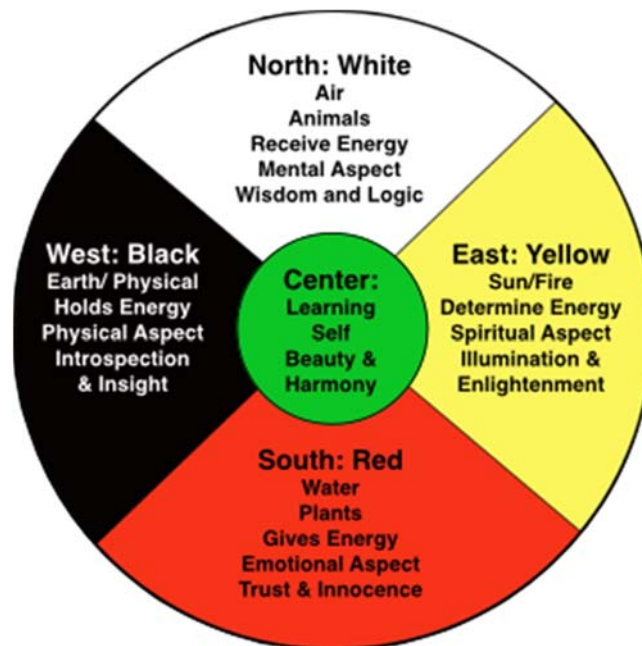 North: White
Air
Animals
Receive Energy
Mental Aspect
Wisdom and Logic
West: Black
Earth/ Physical
Holds Energy
Physical Aspect
Introspection
& Insight
Center:
Learning
Self
Beauty &
Harmony
East: Yellow
Sun/Fire
Determine Energy
Spiritual Aspect
Illumination &
Enlightenment
South: Red
Water
Plants
Gives Energy
Emotional Aspect
Trust & Innocence